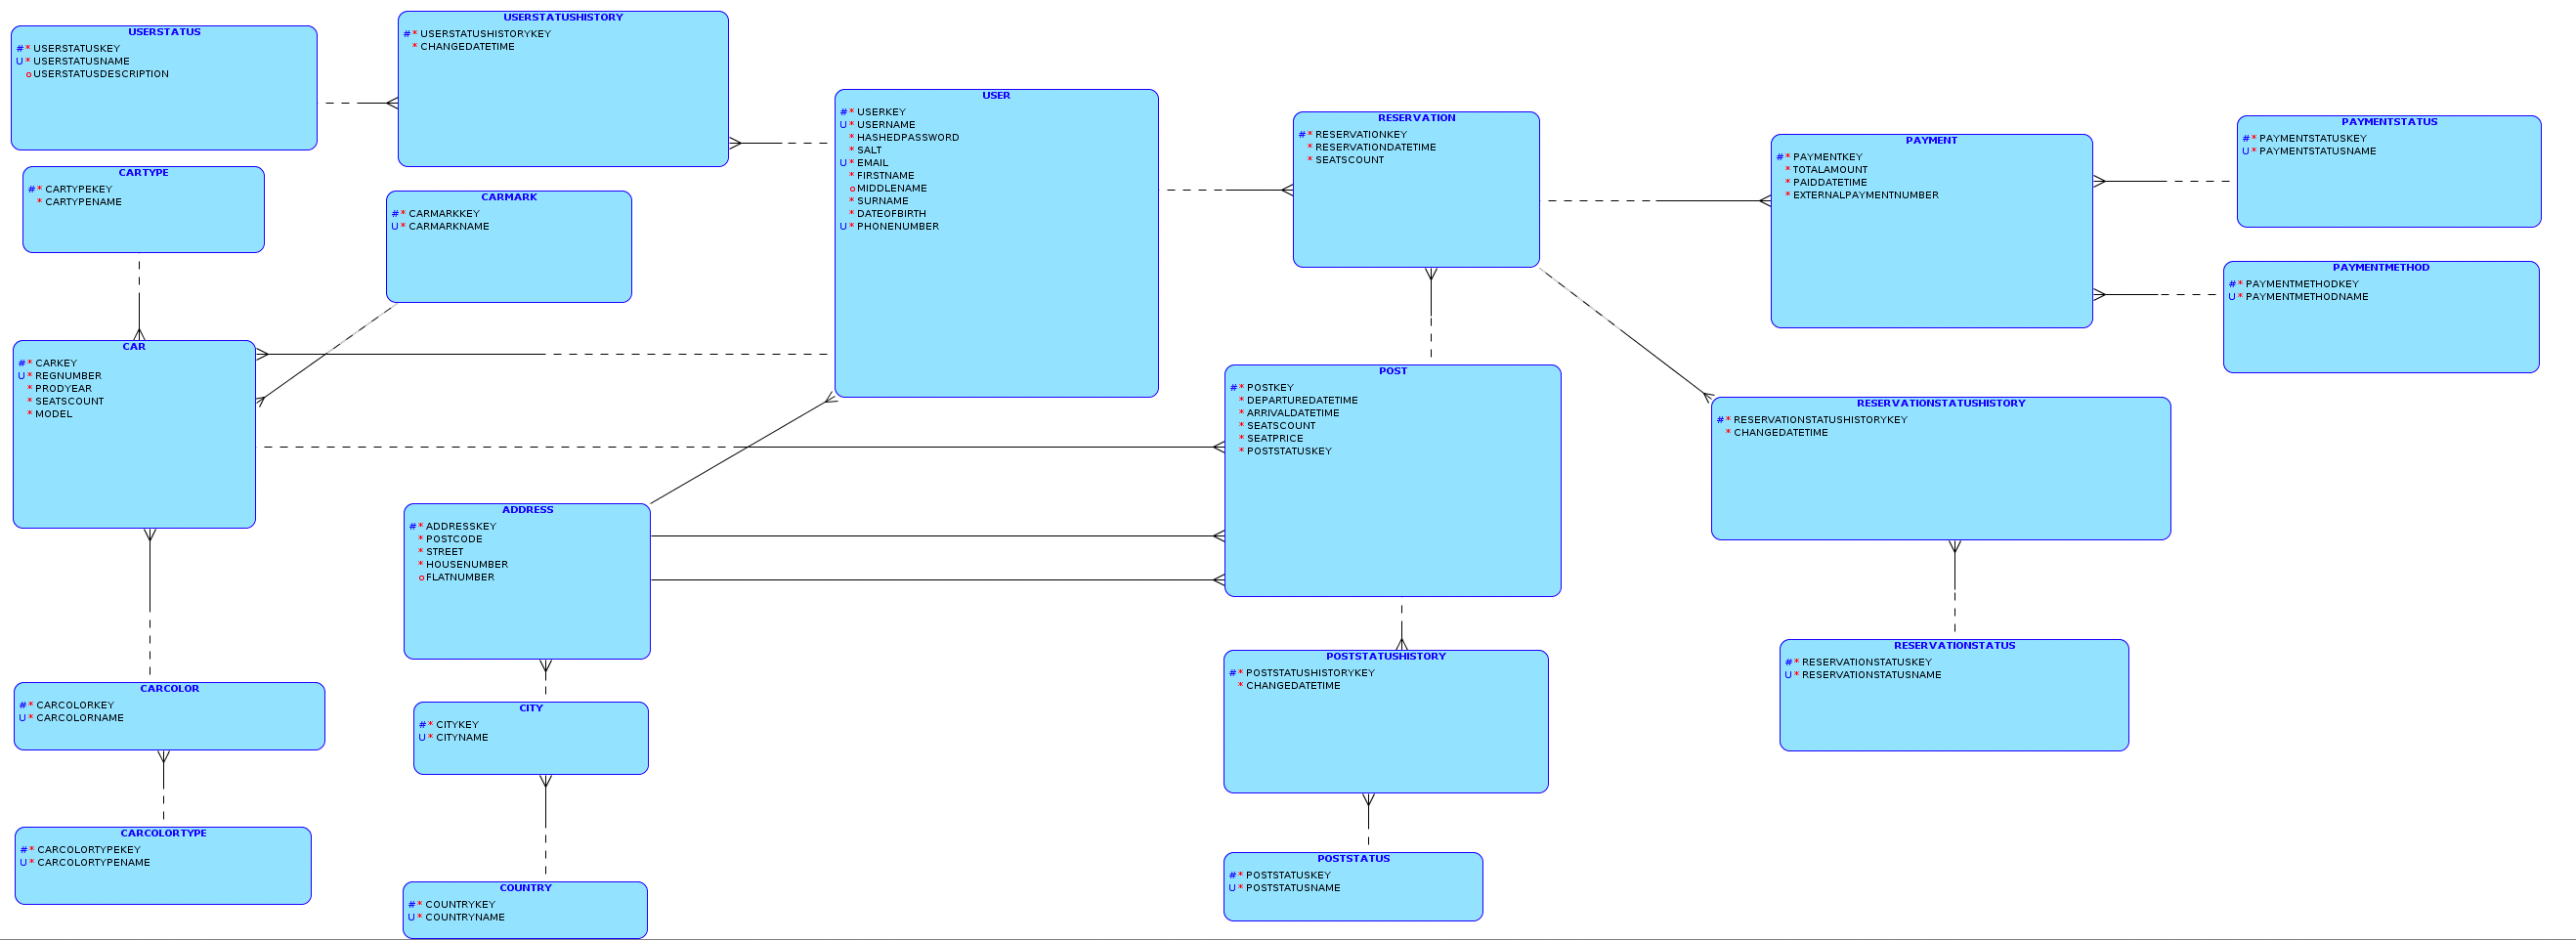 USERSTATUS
#* USERSTATUSKEY
U* USERSTATUSNAME
o USERSTATUSDESCRIPTION
USERSTATUSHISTORY
#* USERSTATUSHISTORYKEY
* CHANGEDATETIME
CARTYPE
#* CARTYPEKEY
* CARTYPENAME
CARMARK
#* CARMARKKEY
U* CARMARKNAME
USER
#* USERKEY
U* USERNAME
* HASHEDPASSWORD
* SALT
U* EMAIL
* FIRSTNAME
o MIDDLENAME
* SURNAME
* DATEOFBIRTH
U* PHONENUMBER
RESERVATION
#* RESERVATIONKEY
* RESERVATIONDATETIME
* SEATSCOUNT
PAYMENT
#* PAYMENTKEY
* TOTALAMOUNT
* PAIDDATETIME
* EXTERNALPAYMENTNUMBER
PAYMENTSTATUS
#* PAYMENTSTATUSKEY
U* PAYMENTSTATUSNAME
PAYMENTMETHOD
#* PAYMENTMETHODKEY
U* PAYMENTMETHODNAME
CAR
#* CARKEY
U* REGNUMBER
* PRODYEAR
* SEATSCOUNT
* MODEL
POST
#* POSTKEY
* DEPARTUREDATETIME
* ARRIVALDATETIME
* SEATSCOUNT
* SEATPRICE
* POSTSTATUSKEY
RESERVATIONSTATUSHISTORY
#* RESERVATIONSTATUSHISTORYKEY
* CHANGEDATETIME
ADDRESS
#* ADDRESSKEY
* POSTCODE
* STREET
* HOUSENUMBER
o FLATNUMBER
RESERVATIONSTATUS
#* RESERVATIONSTATUSKEY
U* RESERVATIONSTATUSNAME
POSTSTATUSHISTORY
#* POSTSTATUSHISTORYKEY
* CHANGEDATETIME
CARCOLOR
#* CARCOLORKEY
U* CARCOLORNAME
CITY
#* CITYKEY
U* CITYNAME
CARCOLORTYPE
#* CARCOLORTYPEKEY
U* CARCOLORTYPENAME
POSTSTATUS
#* POSTSTATUSKEY
U* POSTSTATUSNAME
COUNTRY
#* COUNTRYKEY
U* COUNTRYNAME